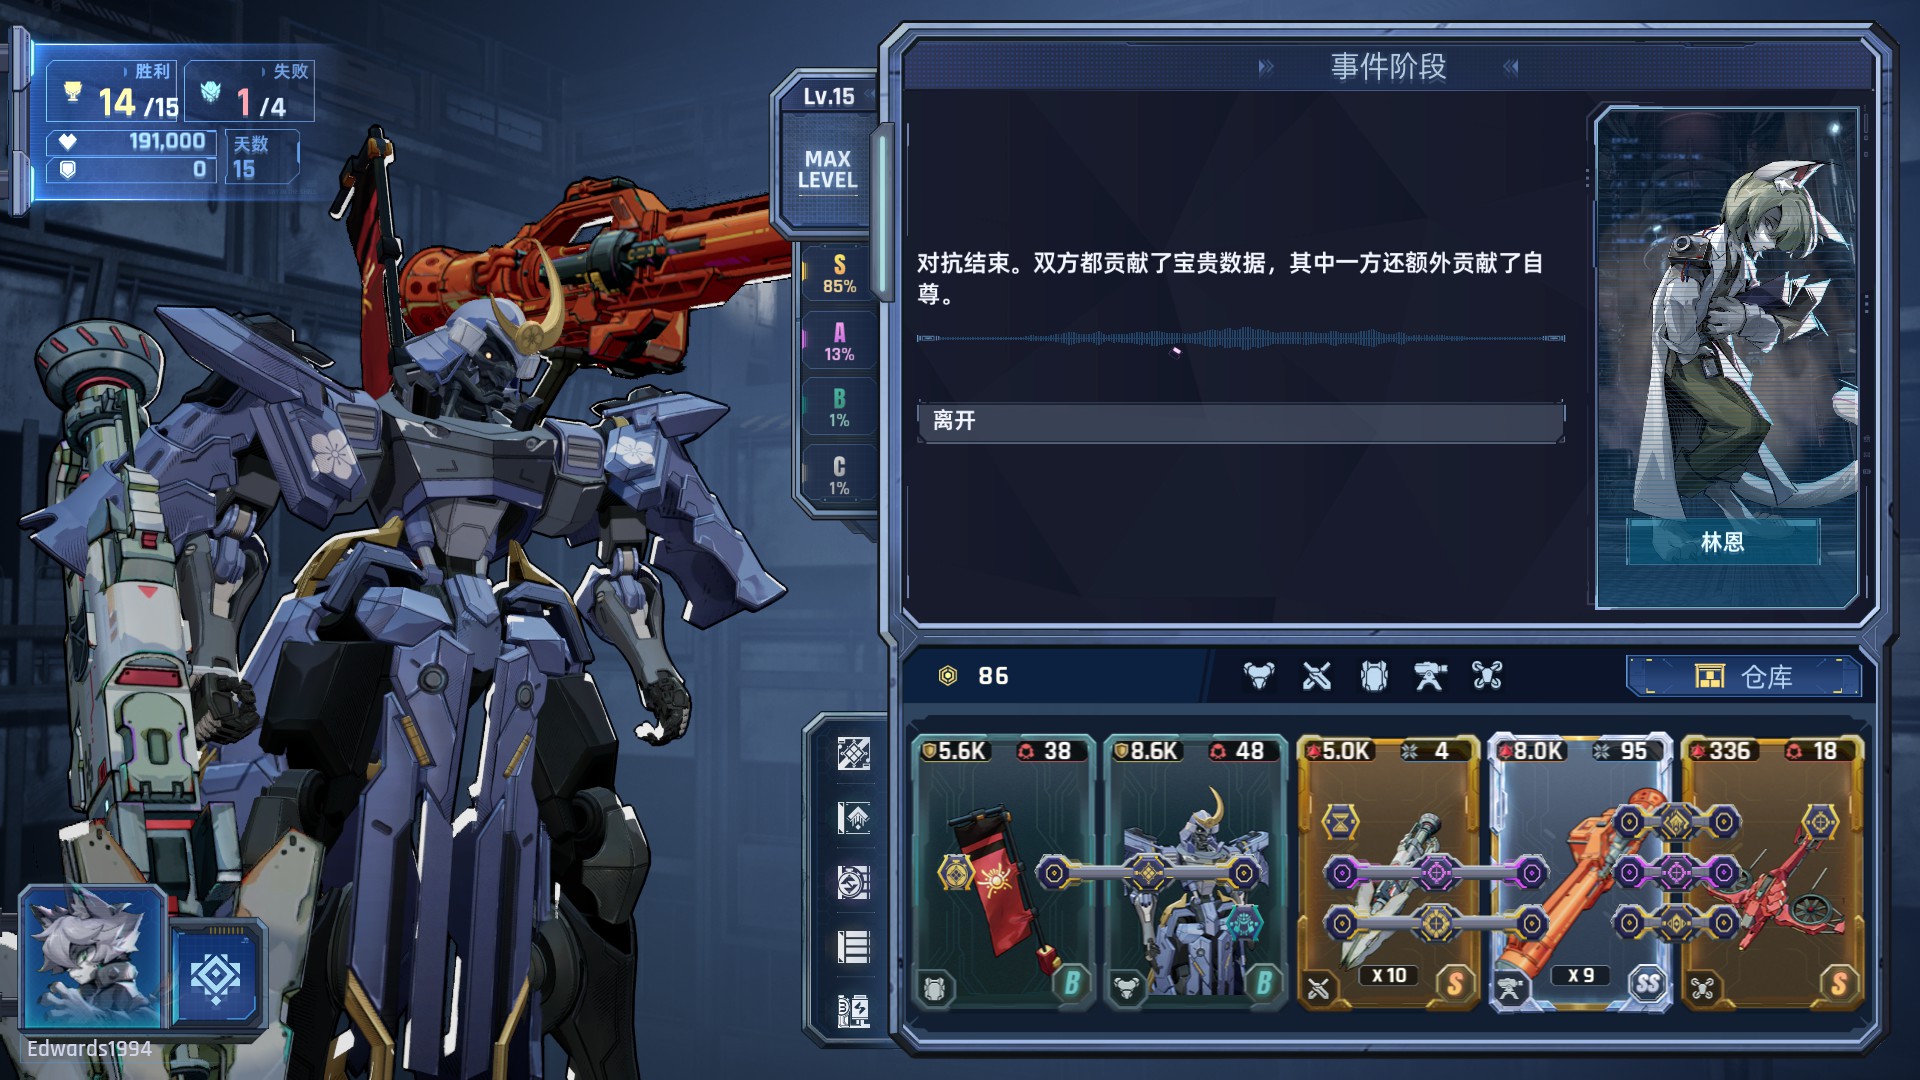 胜利
14 /15
失败
1 /4
191,000
0
天数
15
Lv.15
MAX
LEVEL
S
85%
A
13%
B
1%
C
1%
事件阶段
对抗结束。双方都贡献了宝贵数据，其中一方还额外贡献了自
尊。
离开
林恩
86
仓库
5.6K 38
B
8.6K 48
B
5.0K 4
x10
S
8.0K 95
x9
SS
336 18
S
Edwards1994